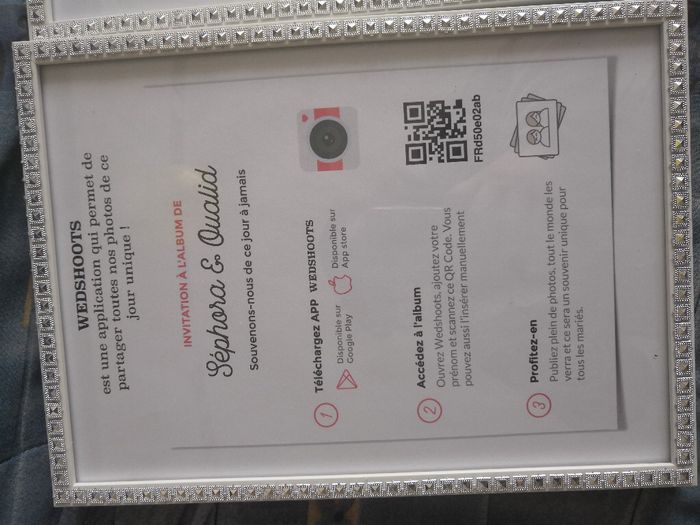 WEDSHOOTS
est une application qui permet de
partager toutes nos photos de ce
jour unique !
INVITATION À L'ALBUM DE
Séphora & Oualid
Souvenons-nous de ce jour à jamais
1 Téléchargez APP WEDSHOOTS
Disponible sur
Google Play
Disponible sur
App store
2 Accédez à l'album
Ouvrez Wedshoots, ajoutez votre
prénom et scannez ce QR Code. Vous
pouvez aussi l'insérer manuellement
FRd50e02ab
3 Profitez-en
Publiez plein de photos, tout le monde les
verra et ce sera un souvenir unique pour
tous les mariés.